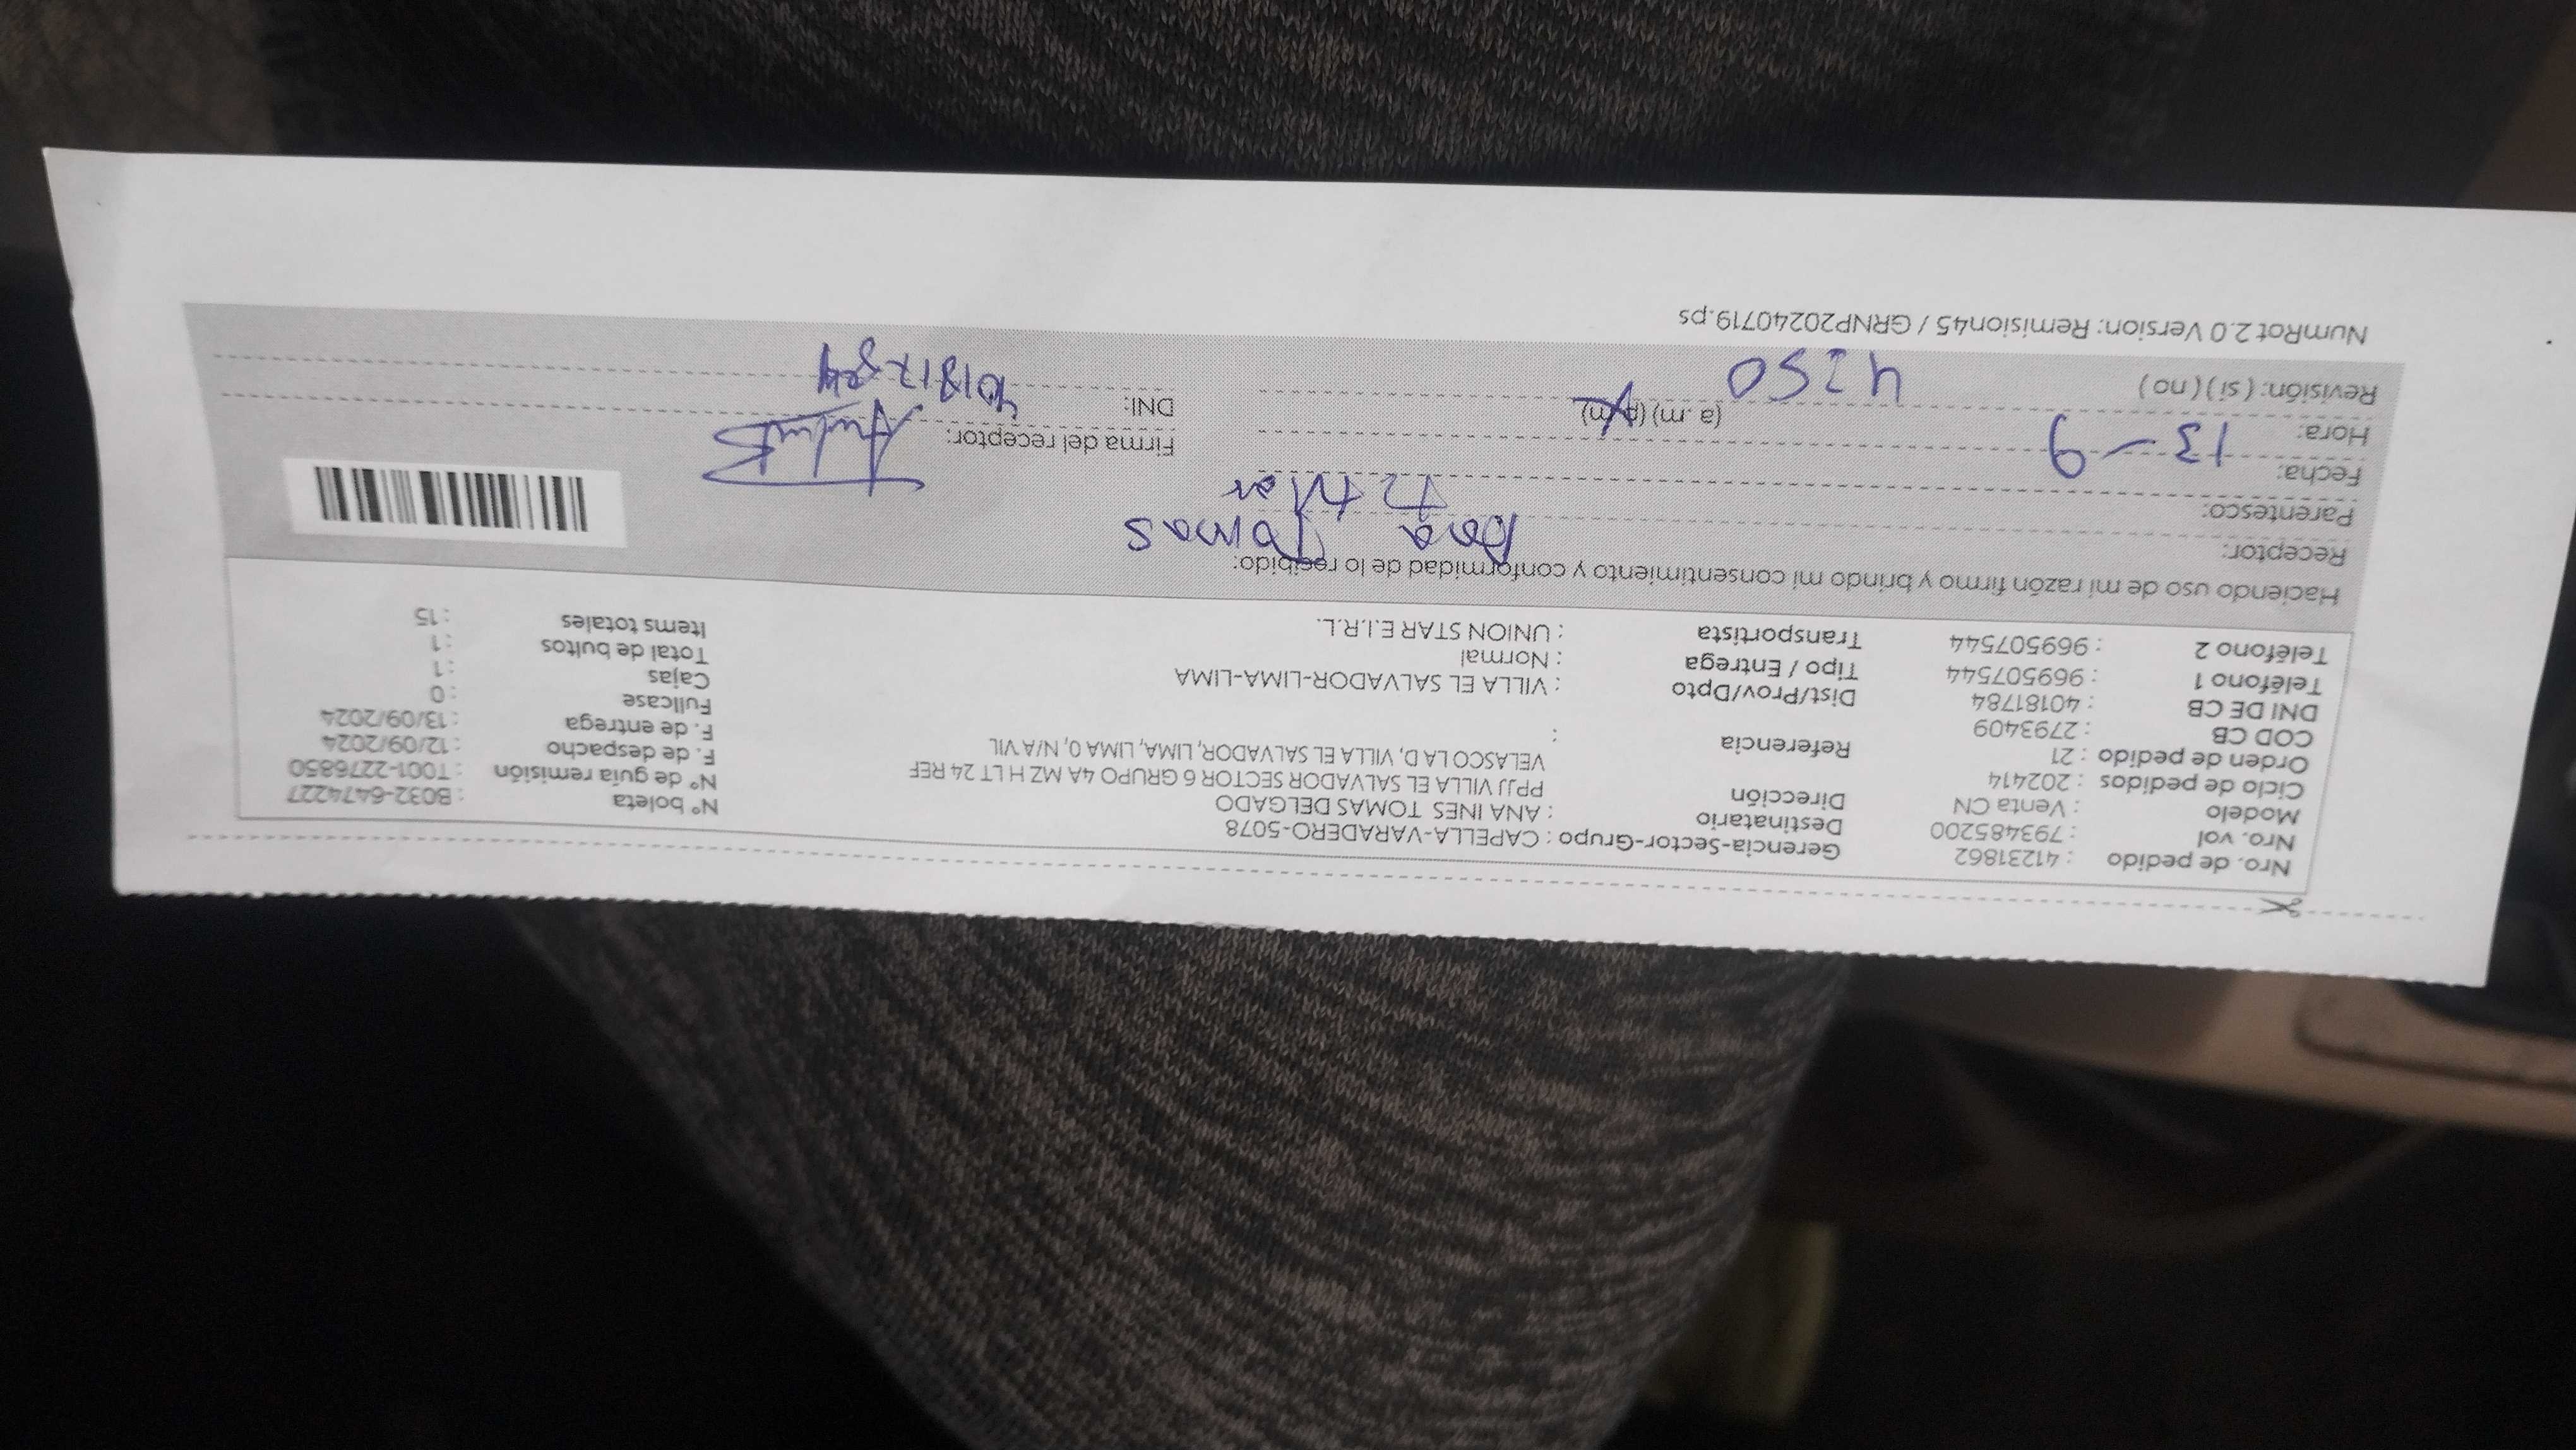 Nro. de pedido : 41231862
Nro. vol : 793485200
Modelo : Venta CN
Ciclo de pedidos : 202414
Orden de pedido : 21
COD CB : 2793409
DNI DE CB : 40181784
Teléfono 1 : 969507544
Teléfono 2 : 969507544
Gerencia-Sector-Grupo : CAPELLA-VARADERO-5078
Destinatario : ANA INES TOMAS DELGADO
Dirección PPJJ VILLA EL SALVADOR SECTOR 6 GRUPO 4A MZ H LT 24 REF
VELASCO LA D, VILLA EL SALVADOR, LIMA, LIMA 0, N/A VIL
Referencia :
Dist/Prov/Dpto : VILLA EL SALVADOR-LIMA-LIMA
Tipo / Entrega : Normal
Transportista : UNION STAR E.I.R.L.
N° boleta : B032-6474227
N° de guía remisión : T001-2276850
F. de despacho : 12/09/2024
F. de entrega : 13/09/2024
Fullcase : 0
Cajas : 1
Total de bultos : 1
Items totales : 15
Haciendo uso de mi razón firmo y brindo mi consentimiento y conformidad de lo recibido:
Receptor: Tomas
Parentesco: titular
Fecha: 13-9
Hora: 4250 (a.m) (p.m)
Revisión: (si) (no)
Firma del receptor:
DNI: 40181784
NumRot 2.0 Version: Remision45 / GRNP20240719.ps